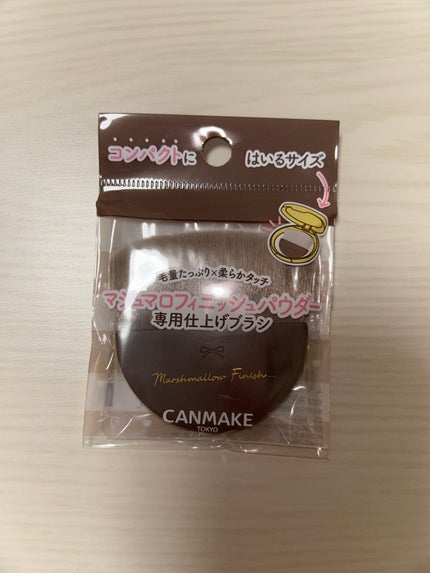 コンパクトに はいるサイズ
毛量たっぷり×柔らかタッチ
マシュマロフィニッシュパウダー
専用仕上げブラシ
Marshmallow Finish...
CANMAKE
TOKYO